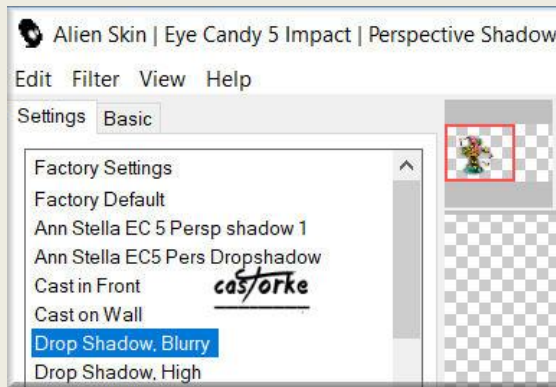 Alien Skin | Eye Candy 5 Impact | Perspective Shadow
Edit Filter View Help
Settings Basic
Factory Settings
Factory Default
Ann Stella EC 5 Persp shadow 1
Ann Stella EC5 Pers Dropshadow
Cast in Front
castorke
Cast on Wall
Drop Shadow, Blurry
Drop Shadow, High